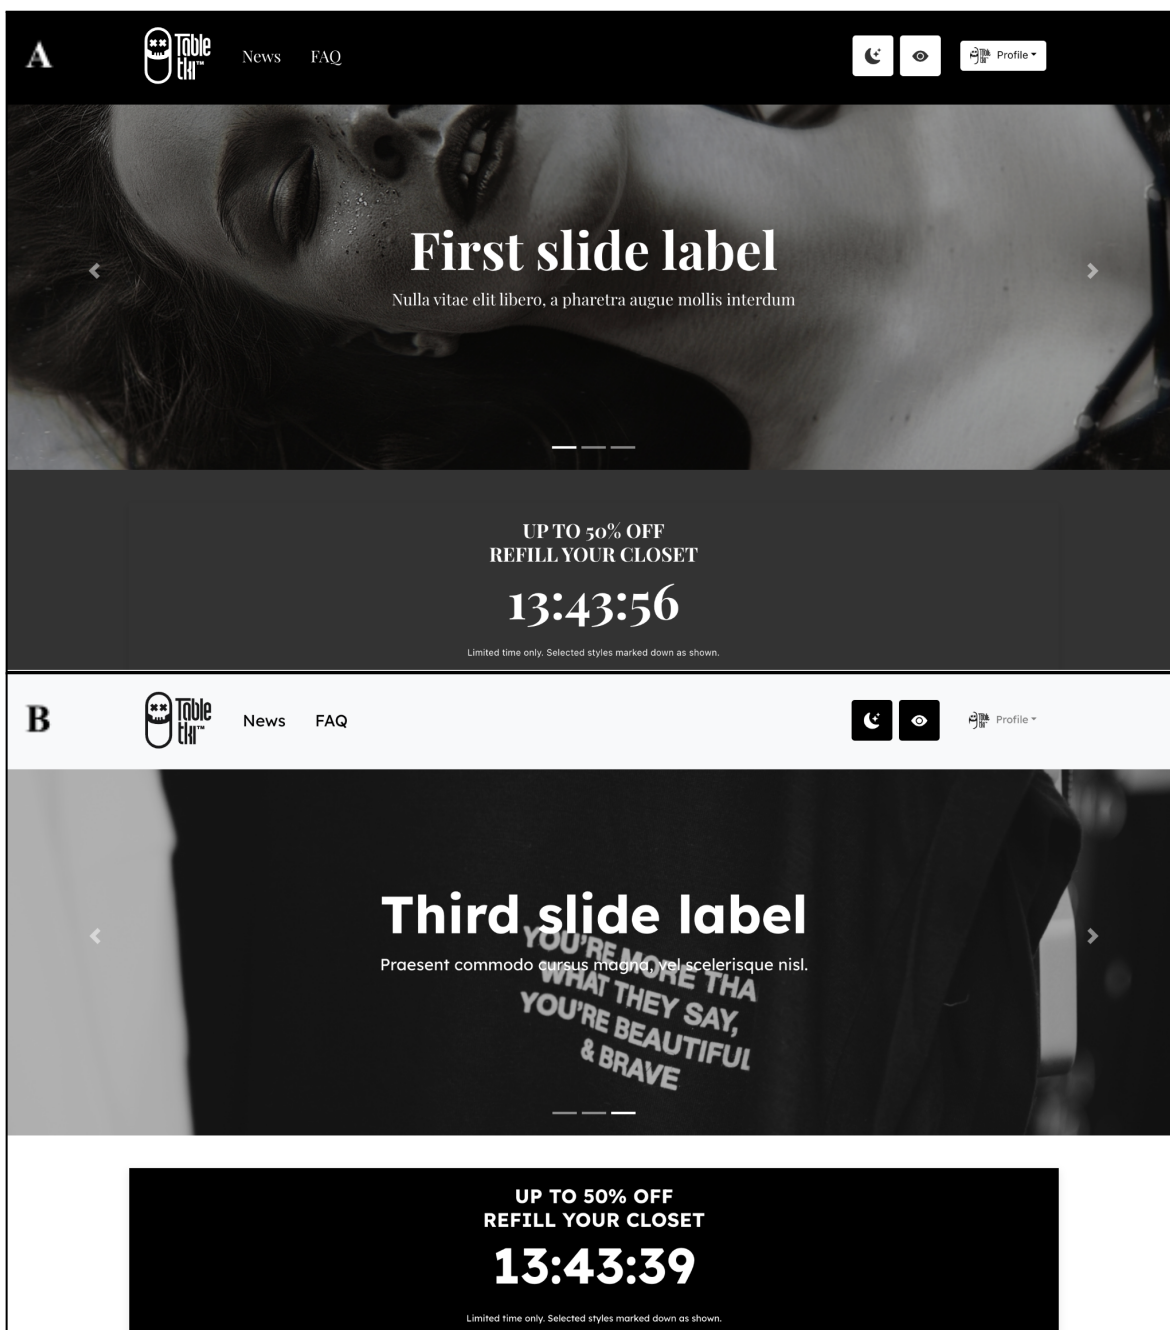 A
Table
tki™
News
FAQ
Profile
First slide label
Nulla vitae elit libero, a pharetra augue mollis interdum
UP TO 50% OFF
REFILL YOUR CLOSET
13:43:56
Limited time only. Selected styles marked down as shown.
B
Table
tki™
News
FAQ
Profile
Third slide label
Praesent commodo cursus magna, vel scelerisque nisl.
YOU'RE MORE THA
WHAT THEY SAY,
YOU'RE BEAUTIFUL
& BRAVE
UP TO 50% OFF
REFILL YOUR CLOSET
13:43:39
Limited time only. Selected styles marked down as shown.